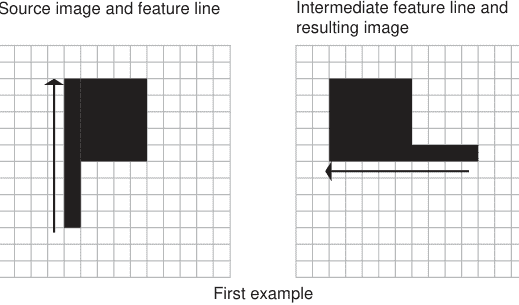 Source image and feature line
Intermediate feature line and
resulting image
First example